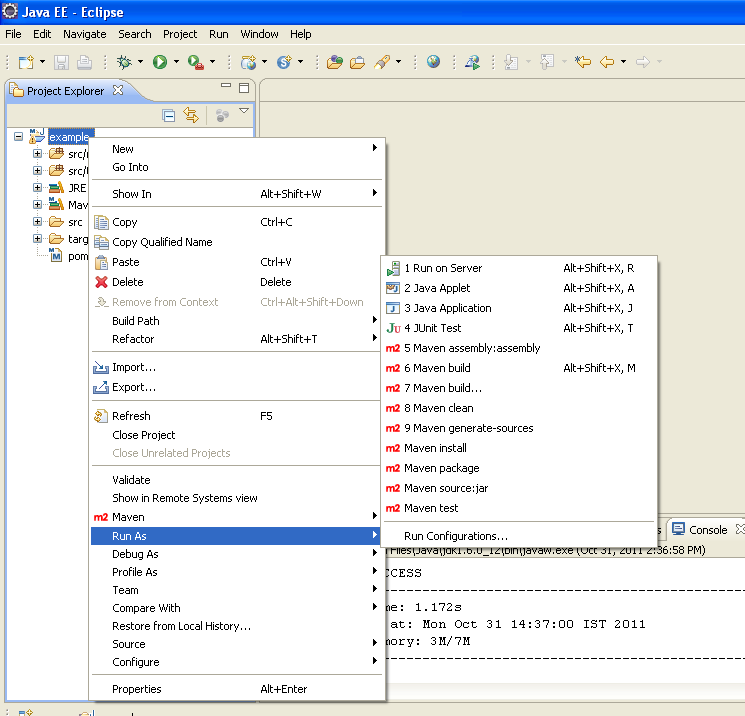 Java EE - Eclipse
File Edit Navigate Search Project Run Window Help
Project Explorer
example
src/
src/
JRE
Mav
src
targ
pom
New
Go Into
Show In Alt+Shift+W
Copy Ctrl+C
Copy Qualified Name
Paste Ctrl+V
Delete Delete
Remove from Context Ctrl+Alt+Shift+Down
Build Path
Refactor Alt+Shift+T
Import...
Export...
Refresh F5
Close Project
Close Unrelated Projects
Validate
Show in Remote Systems view
m2 Maven
Run As
Debug As
Profile As
Team
Compare With
Restore from Local History...
Source
Configure
Properties Alt+Enter
1 Run on Server Alt+Shift+X, R
2 Java Applet Alt+Shift+X, A
3 Java Application Alt+Shift+X, J
Ju 4 JUnit Test Alt+Shift+X, T
m2 5 Maven assembly:assembly
m2 6 Maven build Alt+Shift+X, M
m2 7 Maven build...
m2 8 Maven clean
m2 9 Maven generate-sources
m2 Maven install
m2 Maven package
m2 Maven source:jar
m2 Maven test
Run Configurations...
s Console
Files\Java\jdk1.6.0_12\bin\javaw.exe (Oct 31, 2011 2:36:58 PM)
CCESS
------------------------------------
me: 1.172s
at: Mon Oct 31 14:37:00 IST 2011
mory: 3M/7M
------------------------------------